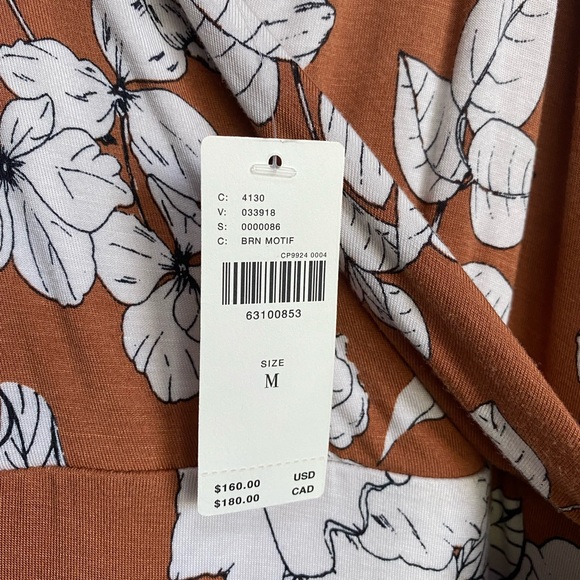 C: 4130
V: 033918
S: 0000086
C: BRN MOTIF
CP9924 0004
63100853
SIZE
M
$160.00 USD
$180.00 CAD